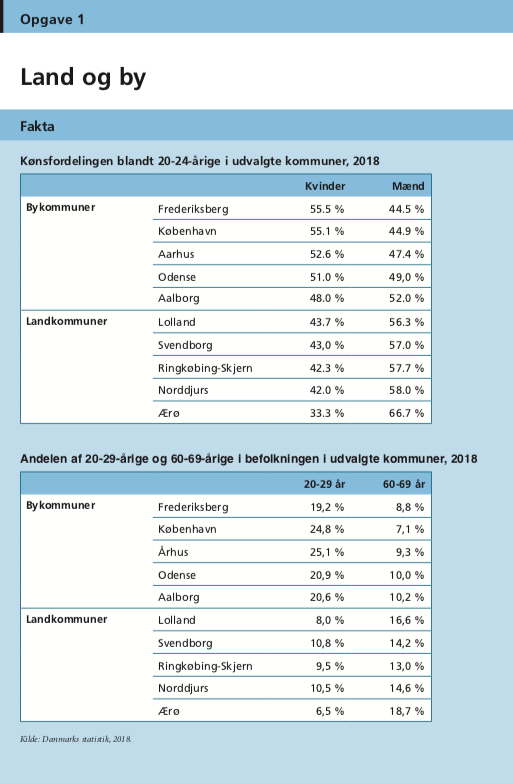 Opgave 1
Land og by
Fakta
Kønsfordelingen blandt 20-24-årige i udvalgte kommuner, 2018
Kvinder Mænd
Bykommuner Frederiksberg 55.5 % 44.5 %
København 55.1 % 44.9 %
Aarhus 52.6 % 47.4 %
Odense 51.0 % 49,0 %
Aalborg 48.0 % 52.0 %
Landkommuner Lolland 43.7 % 56.3 %
Svendborg 43,0 % 57.0 %
Ringkøbing-Skjern 42.3 % 57.7 %
Norddjurs 42.0 % 58.0 %
Ærø 33.3 % 66.7 %
Andelen af 20-29-årige og 60-69-årige i befolkningen i udvalgte kommuner, 2018
20-29 år 60-69 år
Bykommuner Frederiksberg 19,2 % 8,8 %
København 24,8 % 7,1 %
Århus 25,1 % 9,3 %
Odense 20,9 % 10,0 %
Aalborg 20,6 % 10,2 %
Landkommuner Lolland 8,0 % 16,6 %
Svendborg 10,8 % 14,2 %
Ringkøbing-Skjern 9,5 % 13,0 %
Norddjurs 10,5 % 14,6 %
Ærø 6,5 % 18,7 %
Kilde: Danmarks statistik, 2018.